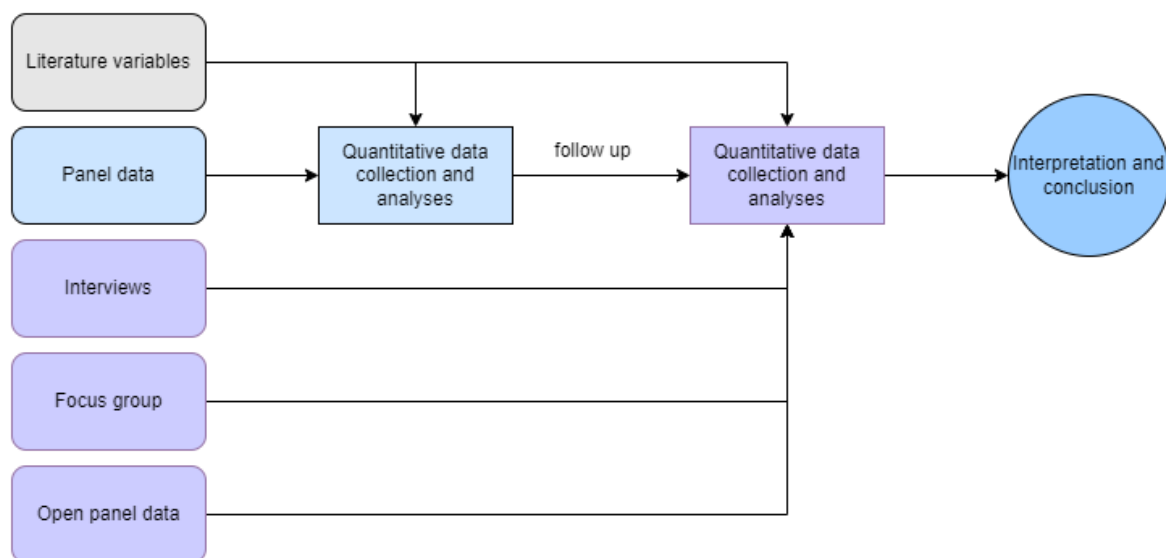 Literature variables
Panel data
Quantitative data
collection and
analyses
follow up
Quantitative data
collection and
analyses
Interpretation and
conclusion
Interviews
Focus group
Open panel data